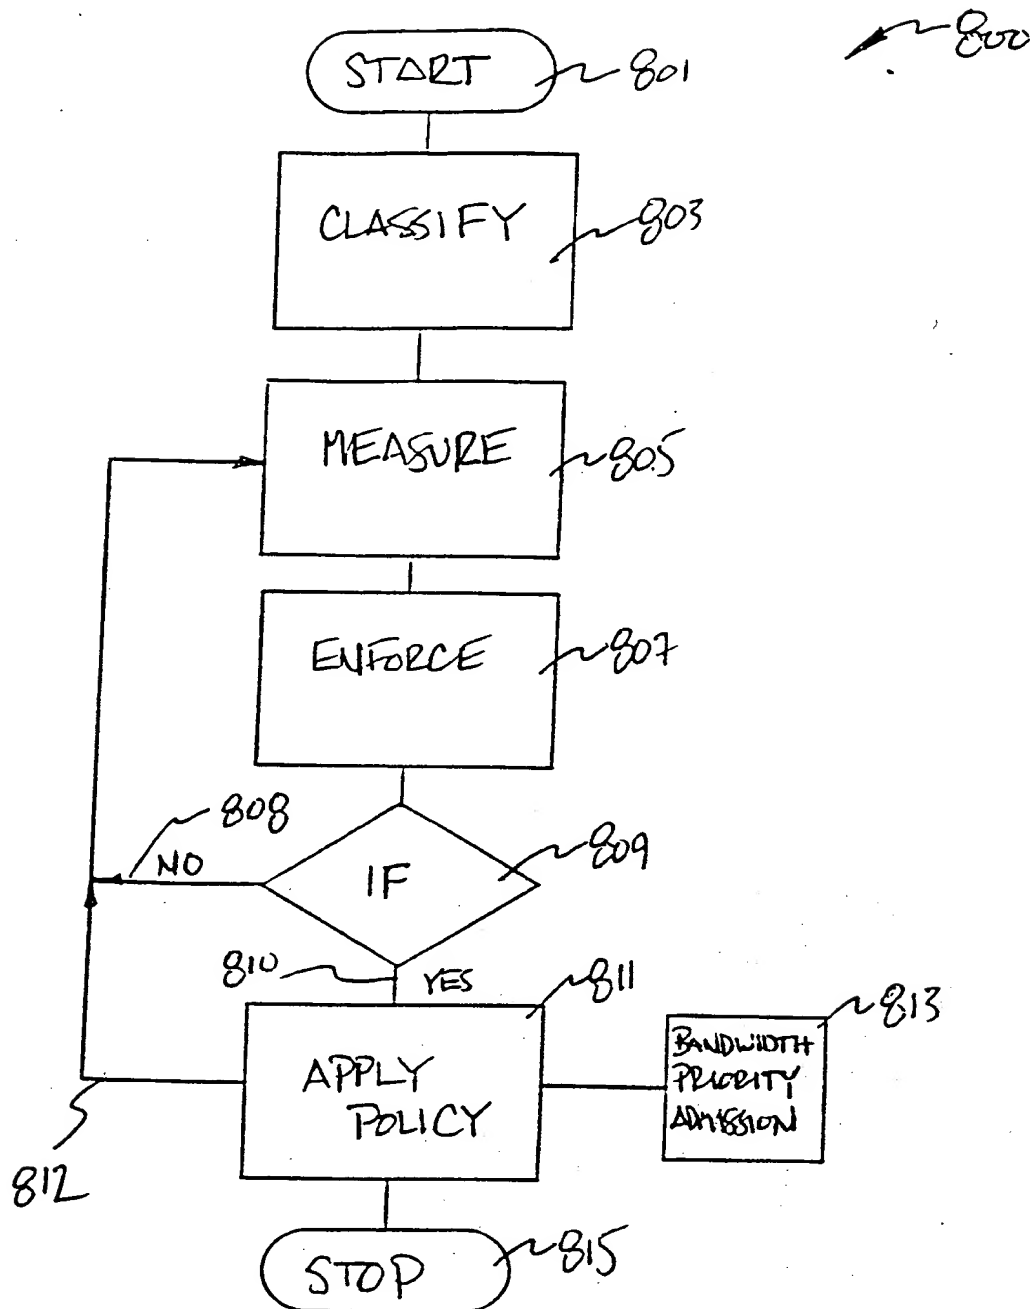 800
START
801
CLASSIFY
803
MEASURE
805
ENFORCE
807
808
NO
IF
809
810
YES
811
APPLY
POLICY
812
813
BANDWIDTH
PRIORITY
ADMISSION
STOP
815